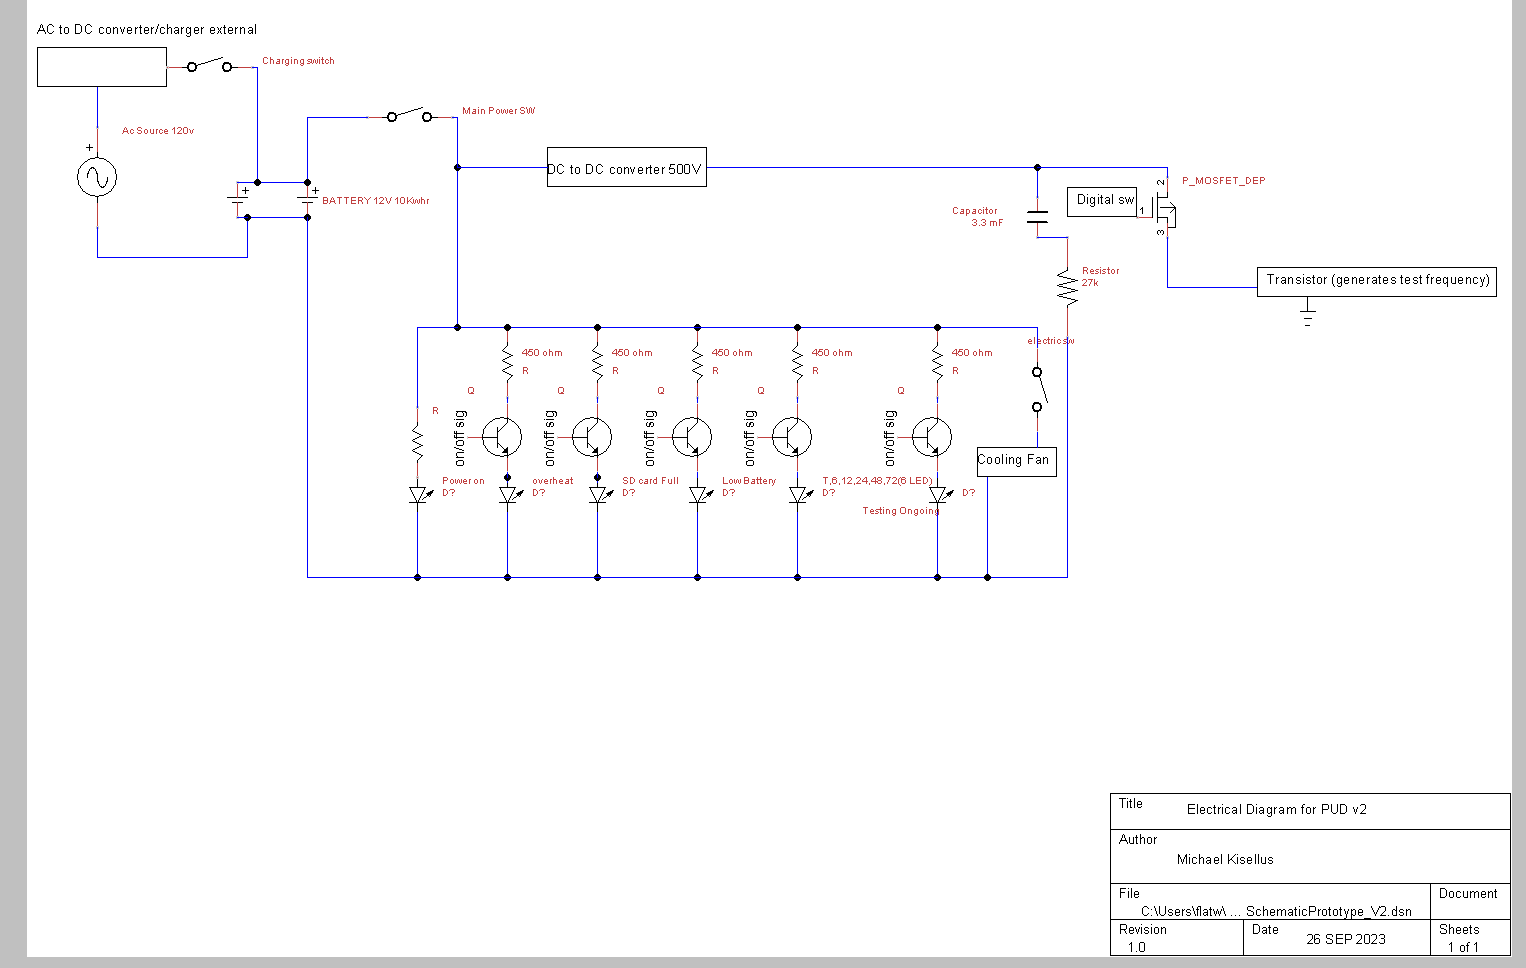 AC to DC converter/charger external
Charging switch
Main Power SW
Ac Source 120v
+
+
+
BATTERY 12V 10Kwhr
DC to DC converter 500V
P_MOSFET_DEP
2
Digital sw
1
3
Capacitor
3.3 mF
Resistor
27k
Transistor (generates test frequency)
electric sw
450 ohm
R
450 ohm
R
450 ohm
R
450 ohm
R
450 ohm
R
Q
Q
Q
Q
Q
R
on/off sig
on/off sig
on/off sig
on/off sig
on/off sig
Cooling Fan
Power on
D?
overheat
D?
SD card Full
D?
Low Battery
D?
T,6,12,24,48,72(6 LED)
D?
D?
Testing Ongoing
Title
Electrical Diagram for PUD v2
Author
Michael Kisellus
File
C:\Users\flatw\ ... SchematicPrototype_V2.dsn
Document
Revision
1.0
Date
26 SEP 2023
Sheets
1 of 1